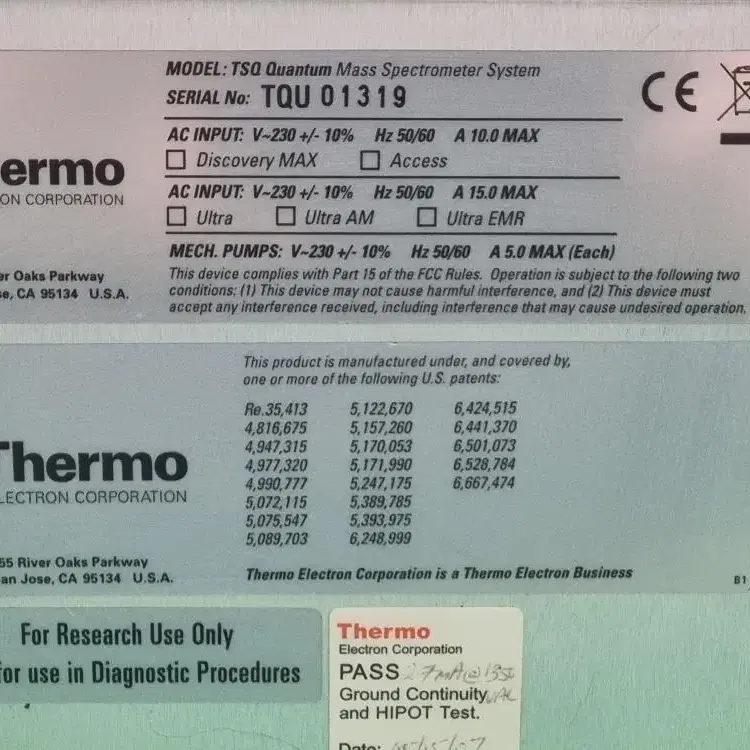 MODEL: TSQ Quantum Mass Spectrometer System
SERIAL No: TQU 01319
CE
AC INPUT: V~230 +/- 10% Hz 50/60 A 10.0 MAX
Discovery MAX Access
ermo
ON CORPORATION
AC INPUT: V~230 +/- 10% Hz 50/60 A 15.0 MAX
Ultra Ultra AM Ultra EMR
MECH. PUMPS: V~230 +/- 10% Hz 50/60 A 5.0 MAX (Each)
er Oaks Parkway
se, CA 95134 U.S.A.
This device complies with Part 15 of the FCC Rules. Operation is subject to the following two
conditions: (1) This device may not cause harmful interference, and (2) This device must
accept any interference received, including interference that may cause undesired operation.
This product is manufactured under, and covered by,
one or more of the following U.S. patents:
Re.35,413 5,122,670 6,424,515
4,816,675 5,157,260 6,441,370
4,947,315 5,170,053 6,501,073
4,977,320 5,171,990 6,528,784
4,990,777 5,247,175 6,667,474
5,072,115 5,389,785
5,075,547 5,393,975
5,089,703 6,248,999
Thermo
LECTRON CORPORATION
55 River Oaks Parkway
an Jose, CA 95134 U.S.A.
Thermo Electron Corporation is a Thermo Electron Business
B1
For Research Use Only
for use in Diagnostic Procedures
Thermo
Electron Corporation
PASS
Ground Continuity
and HIPOT Test.
Date: